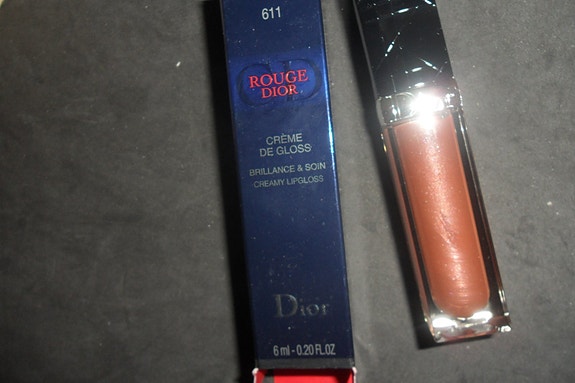 611
ROUGE
DIOR
CRÈME
DE GLOSS
BRILLANCE & SOIN
CREAMY LIPGLOSS
Dior
6 ml - 0.20 FL.OZ